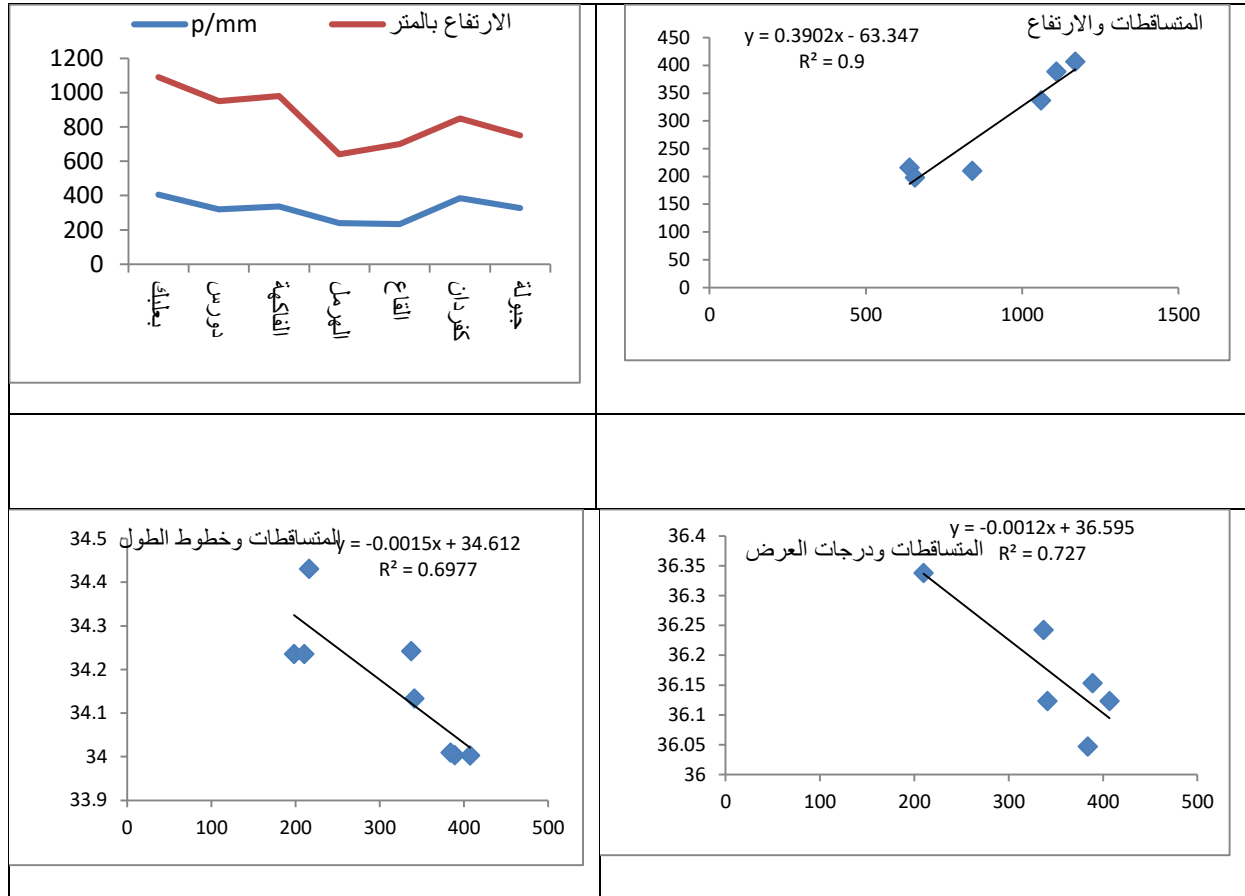 p/mm الارتفاع بالمتر
1200
1000
800
600
400
200
0
بعلبك دورس الفاكهة الهرمل القاع كفردان جبولة
المتساقطات والارتفاع
y = 0.3902x - 63.347
R² = 0.9
450
400
350
300
250
200
150
100
50
0
0 500 1000 1500
المتساقطات وخطوط الطول
y = -0.0015x + 34.612
R² = 0.6977
34.5
34.4
34.3
34.2
34.1
34
33.9
0 100 200 300 400 500
المتساقطات ودرجات العرض
y = -0.0012x + 36.595
R² = 0.727
36.4
36.35
36.3
36.25
36.2
36.15
36.1
36.05
36
0 100 200 300 400 500